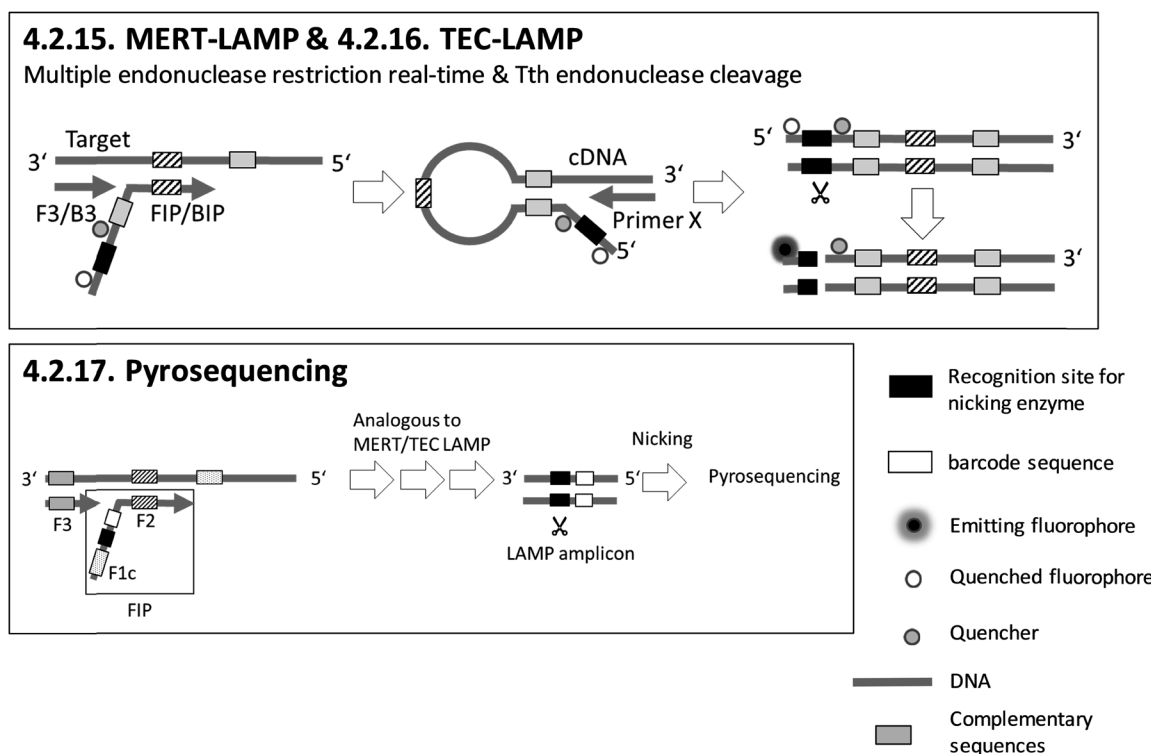 4.2.15. MERT-LAMP & 4.2.16. TEC-LAMP
Multiple endonuclease restriction real-time & Tth endonuclease cleavage
Target
3‘
5‘
F3/B3
FIP/BIP
cDNA
3‘
Primer X
5‘
5‘
3‘
3‘
4.2.17. Pyrosequencing
3‘
5‘
F3
F2
F1c
FIP
Analogous to
MERT/TEC LAMP
3‘
5‘
LAMP amplicon
Nicking
Pyrosequencing
Recognition site for
nicking enzyme
barcode sequence
Emitting fluorophore
Quenched fluorophore
Quencher
DNA
Complementary
sequences